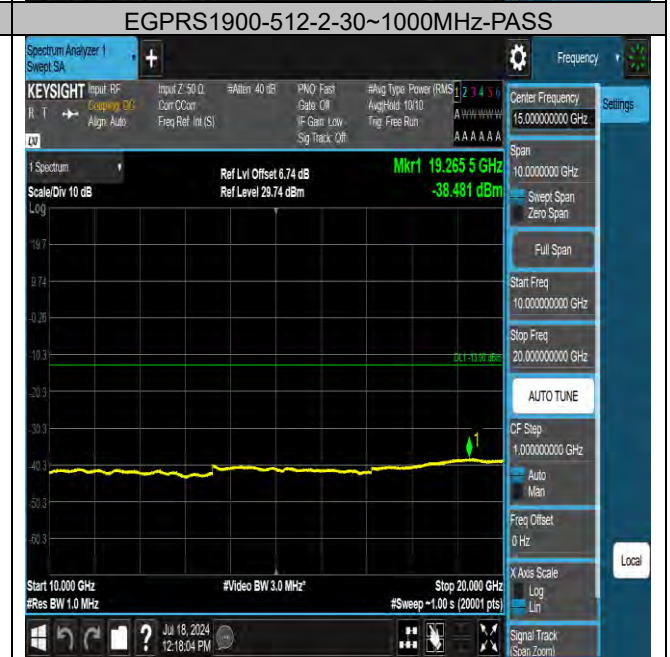 EGPRS1900-512-2-30~1000MHz-PASS
Spectrum Analyzer 1
Swept SA
+
Frequency
KEYSIGHT
R T
Input: RF
Coupling: DC
Align: Auto
Input Z: 50 Ω
Corr CCorr
Freq Ref: Int (S)
#Atten: 40 dB
PNO: Fast
Gate: Off
IF Gain: Low
Sig Track: Off
#Avg Type: Power (RMS
Avg|Hold: 10/10
Trig: Free Run
1 2 3 4 5 6
A W W W W W
A A A A A A
LXI
Center Frequency
15.000000000 GHz
Settings
1 Spectrum
Scale/Div 10 dB
Log
Ref Lvl Offset 6.74 dB
Ref Level 29.74 dBm
Mkr1 19.265 5 GHz
-38.481 dBm
Span
10.0000000 GHz
Swept Span
Zero Span
Full Span
Start Freq
10.000000000 GHz
Stop Freq
20.000000000 GHz
AUTO TUNE
CF Step
1.000000000 GHz
Auto
Man
Freq Offset
0 Hz
X Axis Scale
Log
Lin
Signal Track
(Span Zoom)
Local
19.7
9.74
-0.26
-10.3
-20.3
-30.3
-40.3
-50.3
-60.3
DL1 -13.00 dBm
1
Start 10.000 GHz
#Res BW 1.0 MHz
#Video BW 3.0 MHz*
Stop 20.000 GHz
#Sweep ~1.00 s (20001 pts)
?
Jul 18, 2024
12:18:04 PM